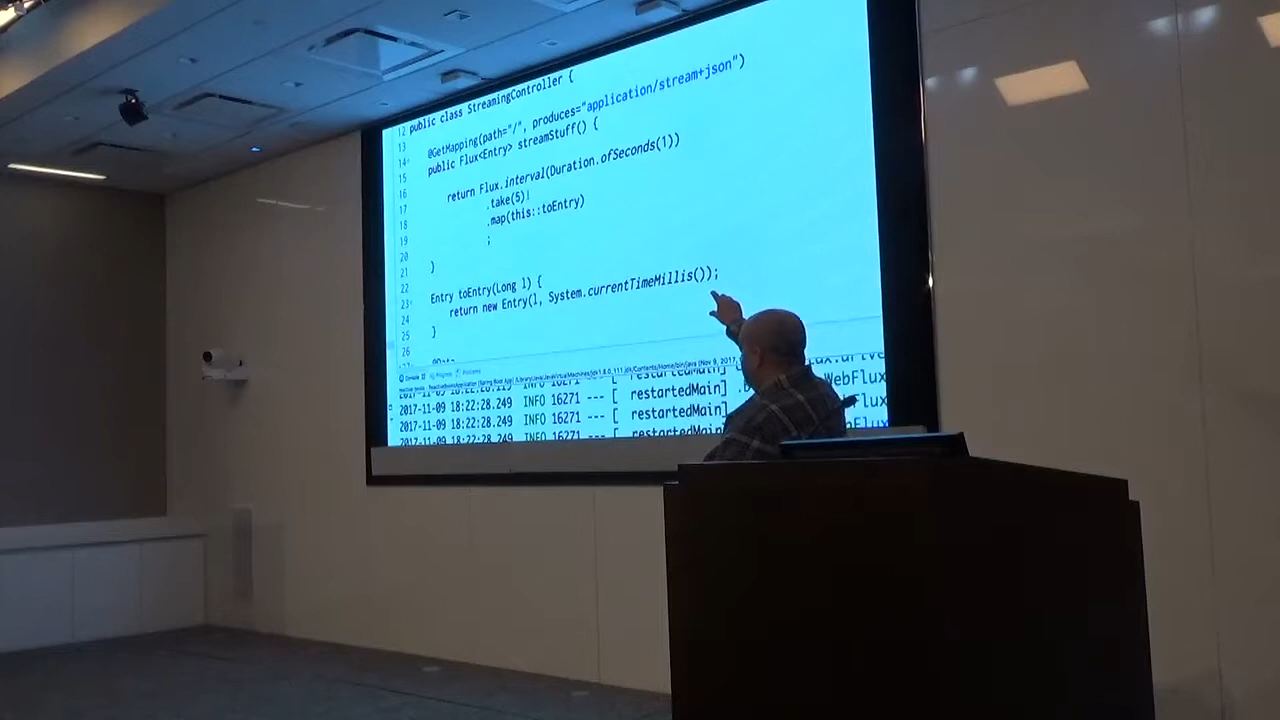 12 public class StreamingController {
13
14 @GetMapping(path="/", produces="application/stream+json")
15 public Flux<Entry> streamStuff() {
16
17 return Flux.interval(Duration.ofSeconds(1))
18 .take(5)
19 .map(this::toEntry)
20 ;
21 }
22
23 Entry toEntry(Long l) {
24 return new Entry(l, System.currentTimeMillis());
25 }
26
Console Progress Problems
2017-11-09 18:22:28.249 INFO 16271 --- [ restartedMain] WebFlux
2017-11-09 18:22:28.249 INFO 16271 --- [ restartedMain]